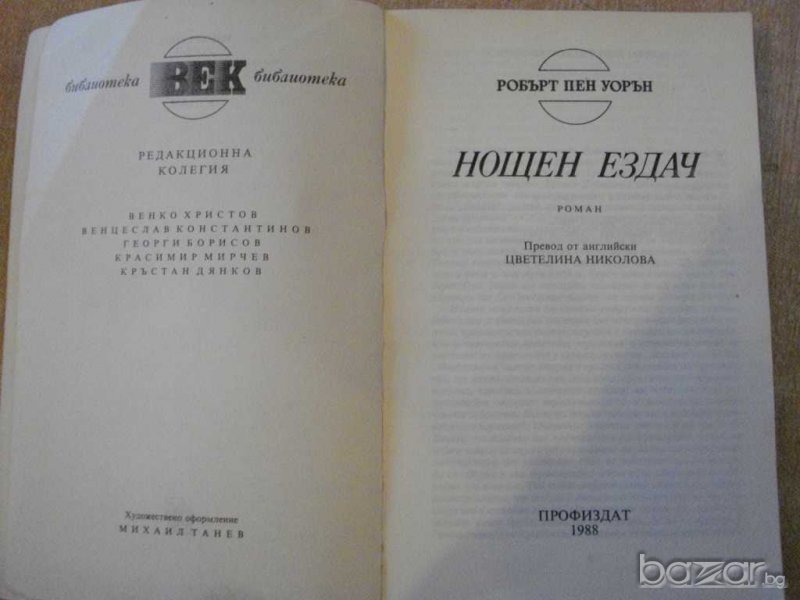 библиотека ВЕК библиотека
РЕДАКЦИОННА
КОЛЕГИЯ
ВЕНКО ХРИСТОВ
ВЕНЦЕСЛАВ КОНСТАНТИНОВ
ГЕОРГИ БОРИСОВ
КРАСИМИР МИРЧЕВ
КРЪСТАН ДЯНКОВ
Художествено оформление
МИХАИЛ ТАНЕВ
РОБЪРТ ПЕН УОРЪН
НОЩЕН ЕЗДАЧ
РОМАН
Превод от английски
ЦВЕТЕЛИНА НИКОЛОВА
ПРОФИЗДАТ
1988
bazar.bg